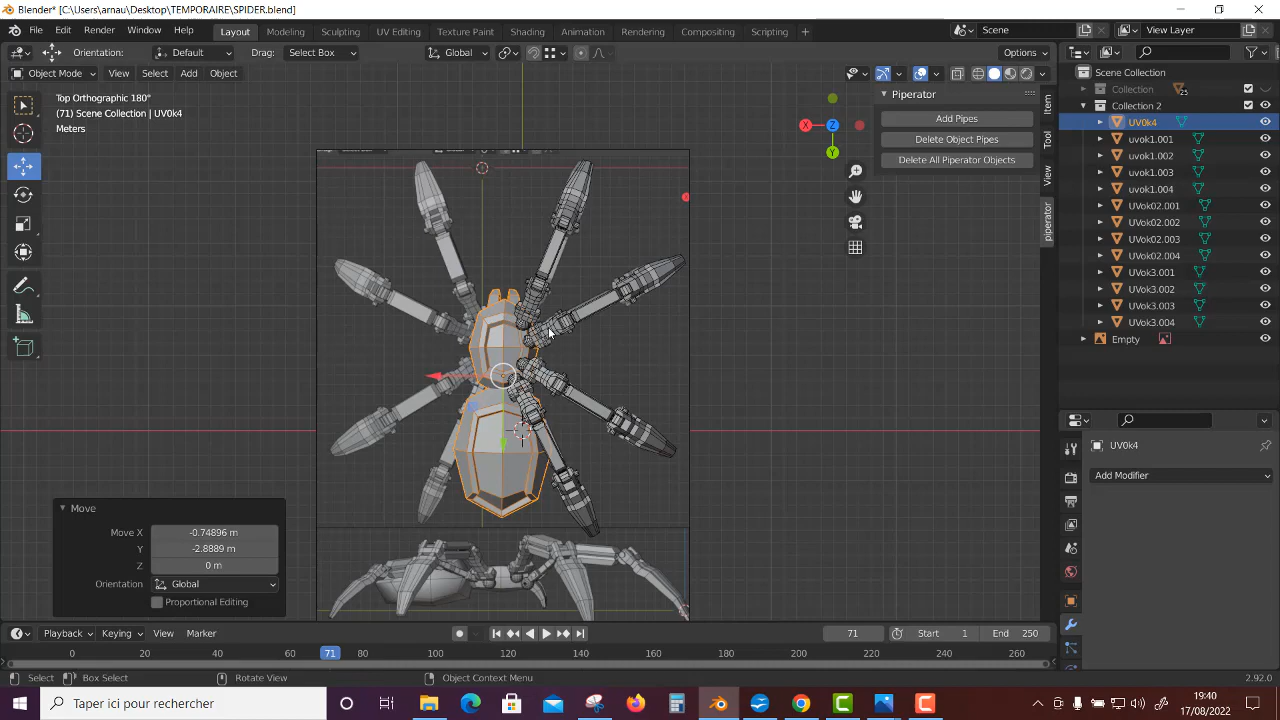 Blender* [C:\Users\arnau\Desktop\TEMPORAIRE\SPIDER.blend]
File Edit Render Window Help Layout Modeling Sculpting UV Editing Texture Paint Shading Animation Rendering Compositing Scripting + Scene View Layer
Orientation: Default Drag: Select Box Global Options
Object Mode View Select Add Object
Top Orthographic 180°
(71) Scene Collection | UV0k4
Meters
X Z Y
Piperator
Add Pipes
Delete Object Pipes
Delete All Piperator Objects
Item
Tool
View
piperator
Scene Collection
Collection 25
Collection 2
UV0k4
uvok1.001
uvok1.002
uvok1.003
uvok1.004
UVok02.001
UVok02.002
UVok02.003
UVok02.004
UVok3.001
UVok3.002
UVok3.003
UVok3.004
Empty
UV0k4
Add Modifier
Move
Move X -0.74896 m
Y -2.8889 m
Z 0 m
Orientation Global
Proportional Editing
Playback Keying View Marker 71 Start 1 End 250
0 20 40 60 71 80 100 120 140 160 180 200 220 240 260
Select Box Select Rotate View Object Context Menu 2.92.0
Taper ici pour rechercher
19:40
17/08/2022